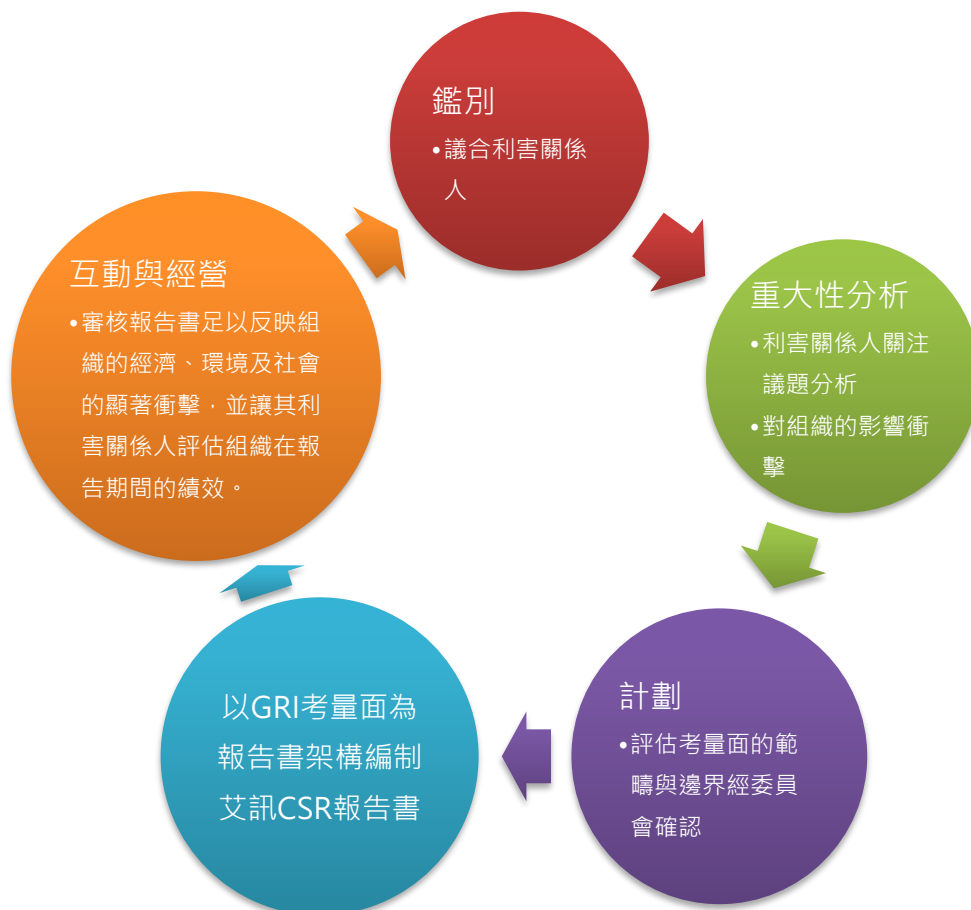 鑑別
•議合利害關係
人
重大性分析
•利害關係人關注
議題分析
•對組織的影響衝
擊
計劃
•評估考量面的範
疇與邊界經委員
會確認
以GRI考量面為
報告書架構編制
艾訊CSR報告書
互動與經營
•審核報告書足以反映組
織的經濟、環境及社會
的顯著衝擊，並讓其利
害關係人評估組織在報
告期間的績效。